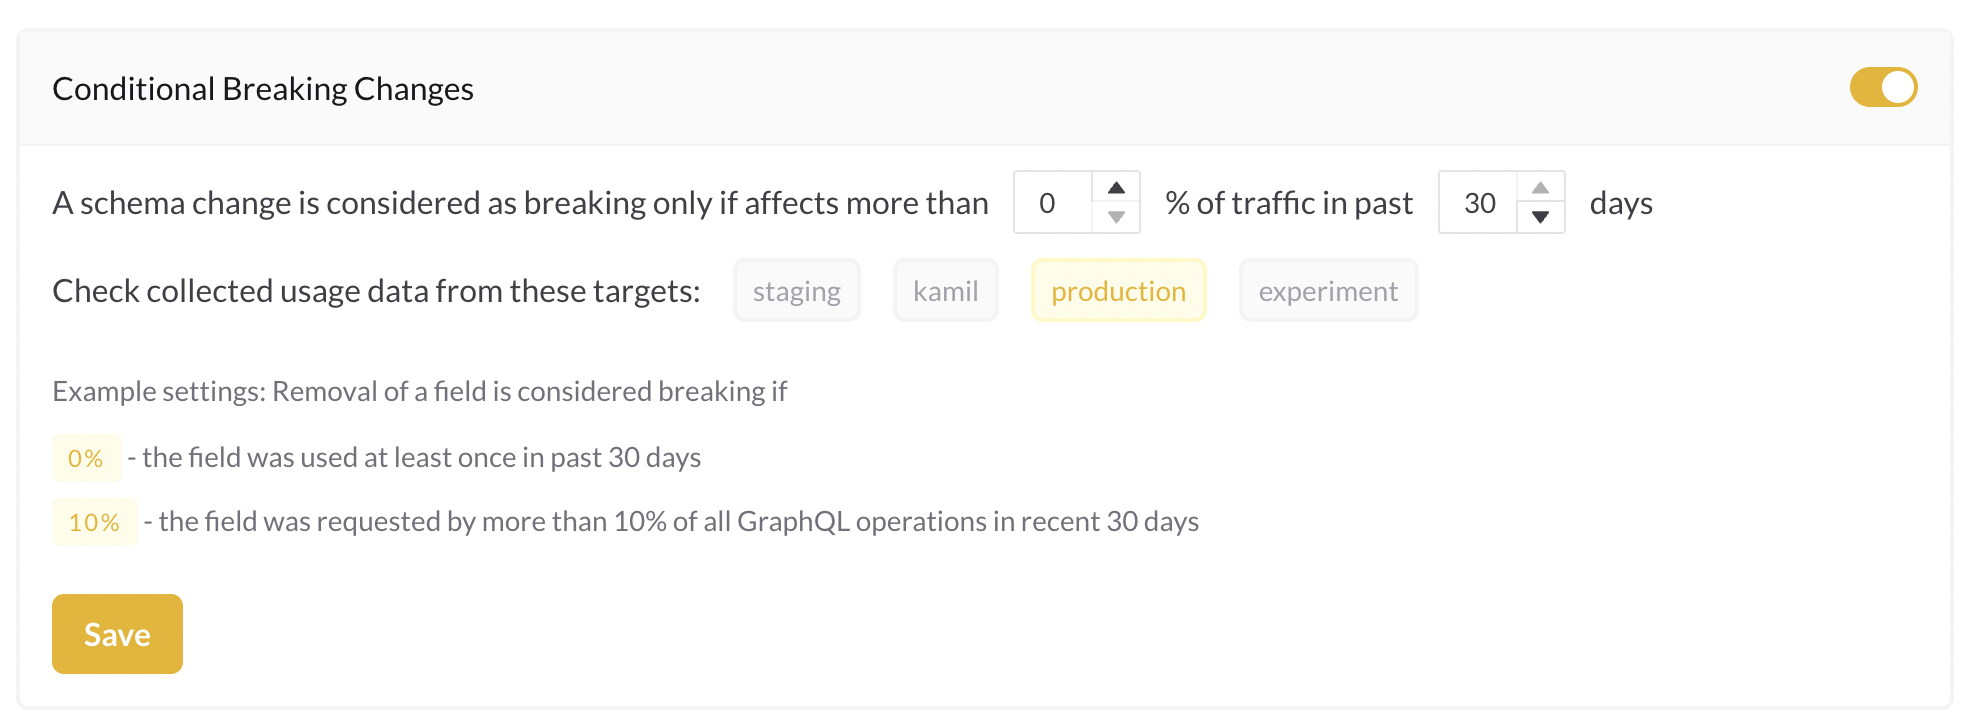 Conditional Breaking Changes
A schema change is considered as breaking only if affects more than 0 % of traffic in past 30 days
Check collected usage data from these targets: staging kamil production experiment
Example settings: Removal of a field is considered breaking if
0% - the field was used at least once in past 30 days
10% - the field was requested by more than 10% of all GraphQL operations in recent 30 days
Save